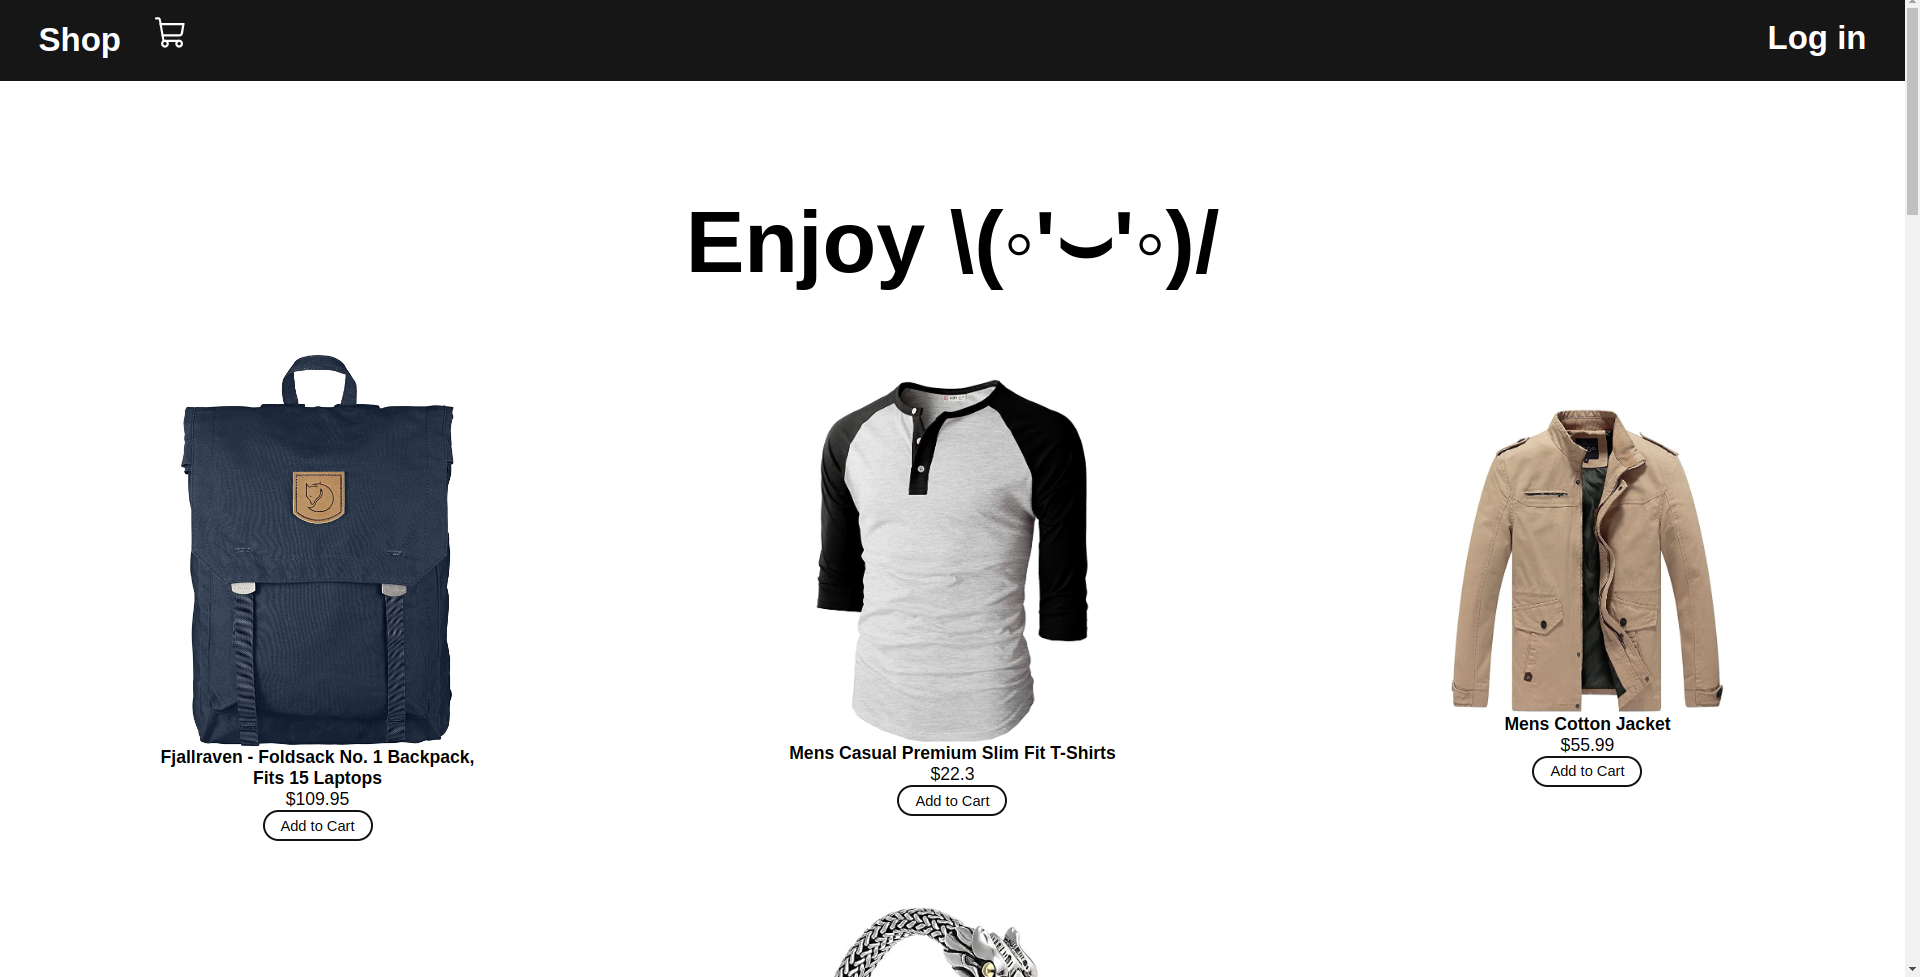 Shop
Log in
Enjoy \(◦'⌣'◦)/
Fjallraven - Foldsack No. 1 Backpack,
Fits 15 Laptops
$109.95
Add to Cart
Mens Casual Premium Slim Fit T-Shirts
$22.3
Add to Cart
Mens Cotton Jacket
$55.99
Add to Cart